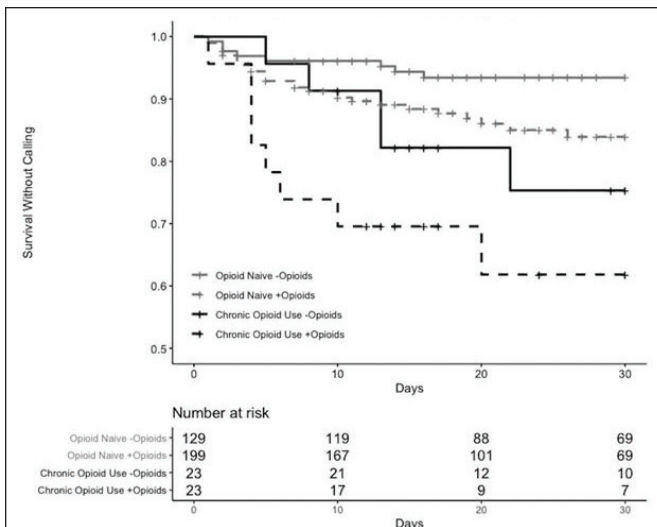 Survival Without Calling
1.0
0.9
0.8
0.7
0.6
0.5
Opioid Naive -Opioids
Opioid Naive +Opioids
Chronic Opioid Use -Opioids
Chronic Opioid Use +Opioids
0 10 20 30
Days
Number at risk
Opioid Naive -Opioids 129 119 88 69
Opioid Naive +Opioids 199 167 101 69
Chronic Opioid Use -Opioids 23 21 12 10
Chronic Opioid Use +Opioids 23 17 9 7
0 10 20 30
Days